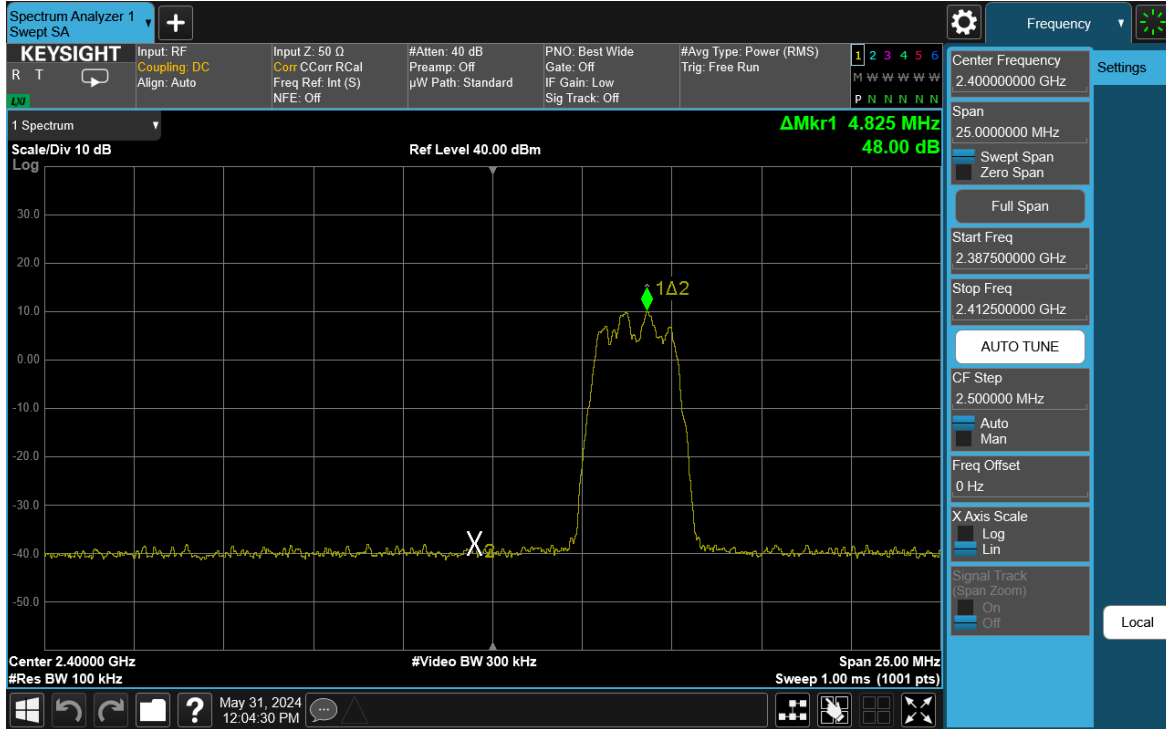 Spectrum Analyzer 1
Swept SA
+
Frequency
KEYSIGHT
R T
LXI
Input: RF
Coupling: DC
Align: Auto
Input Z: 50 Ω
Corr CCorr RCal
Freq Ref: Int (S)
NFE: Off
#Atten: 40 dB
Preamp: Off
µW Path: Standard
PNO: Best Wide
Gate: Off
IF Gain: Low
Sig Track: Off
#Avg Type: Power (RMS)
Trig: Free Run
1 2 3 4 5 6
M W W W W W
P N N N N N
1 Spectrum
ΔMkr1 4.825 MHz
48.00 dB
Scale/Div 10 dB
Ref Level 40.00 dBm
Log
30.0
20.0
10.0
0.00
-10.0
-20.0
-30.0
-40.0
-50.0
1Δ2
X2
Center 2.40000 GHz
#Video BW 300 kHz
Span 25.00 MHz
#Res BW 100 kHz
Sweep 1.00 ms (1001 pts)
?
May 31, 2024
12:04:30 PM
Center Frequency
2.400000000 GHz
Settings
Span
25.0000000 MHz
Swept Span
Zero Span
Full Span
Start Freq
2.387500000 GHz
Stop Freq
2.412500000 GHz
AUTO TUNE
CF Step
2.500000 MHz
Auto
Man
Freq Offset
0 Hz
X Axis Scale
Log
Lin
Signal Track
(Span Zoom)
On
Off
Local